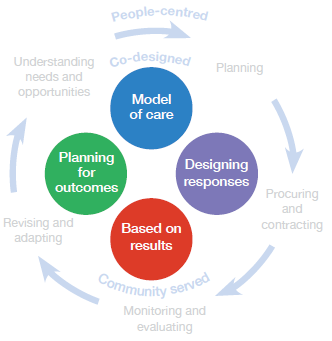 People-centred
Co-designed
Understanding
needs and
opportunities
Planning
Model
of care
Planning
for
outcomes
Designing
responses
Procuring
and
contracting
Based on
results
Revising and
adapting
Community served
Monitoring and
evaluating